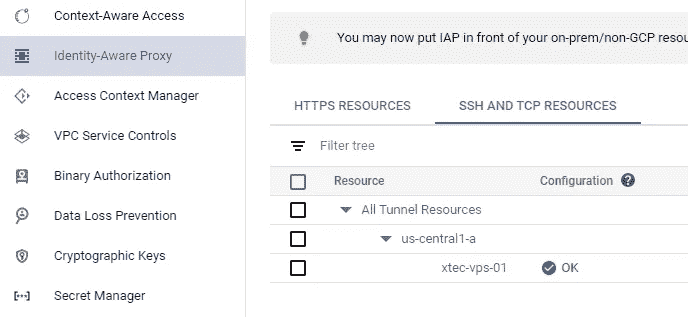 Context-Aware Access
Identity-Aware Proxy
Access Context Manager
VPC Service Controls
Binary Authorization
Data Loss Prevention
Cryptographic Keys
Secret Manager
You may now put IAP in front of your on-prem/non-GCP resou
HTTPS RESOURCES SSH AND TCP RESOURCES
Filter tree
Resource Configuration ?
All Tunnel Resources
us-central1-a
xtec-vps-01 OK